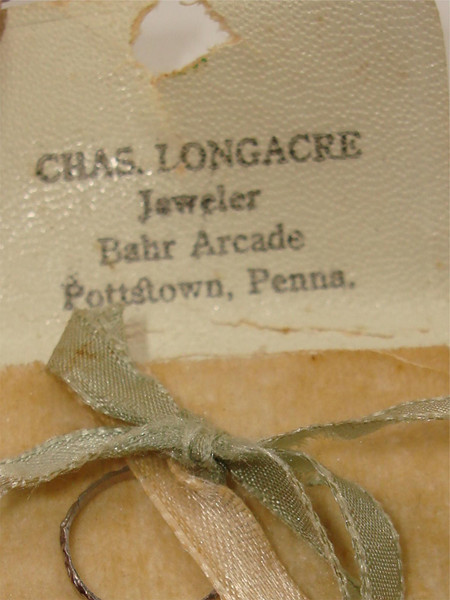 CHAS. LONGACRE
Jeweler
Bahr Arcade
Pottstown, Penna.